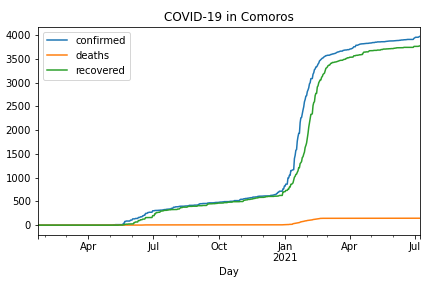 COVID-19 in Comoros
confirmed
deaths
recovered
4000
3500
3000
2500
2000
1500
1000
500
0
Apr
Jul
Oct
Jan
2021
Apr
Jul
Day